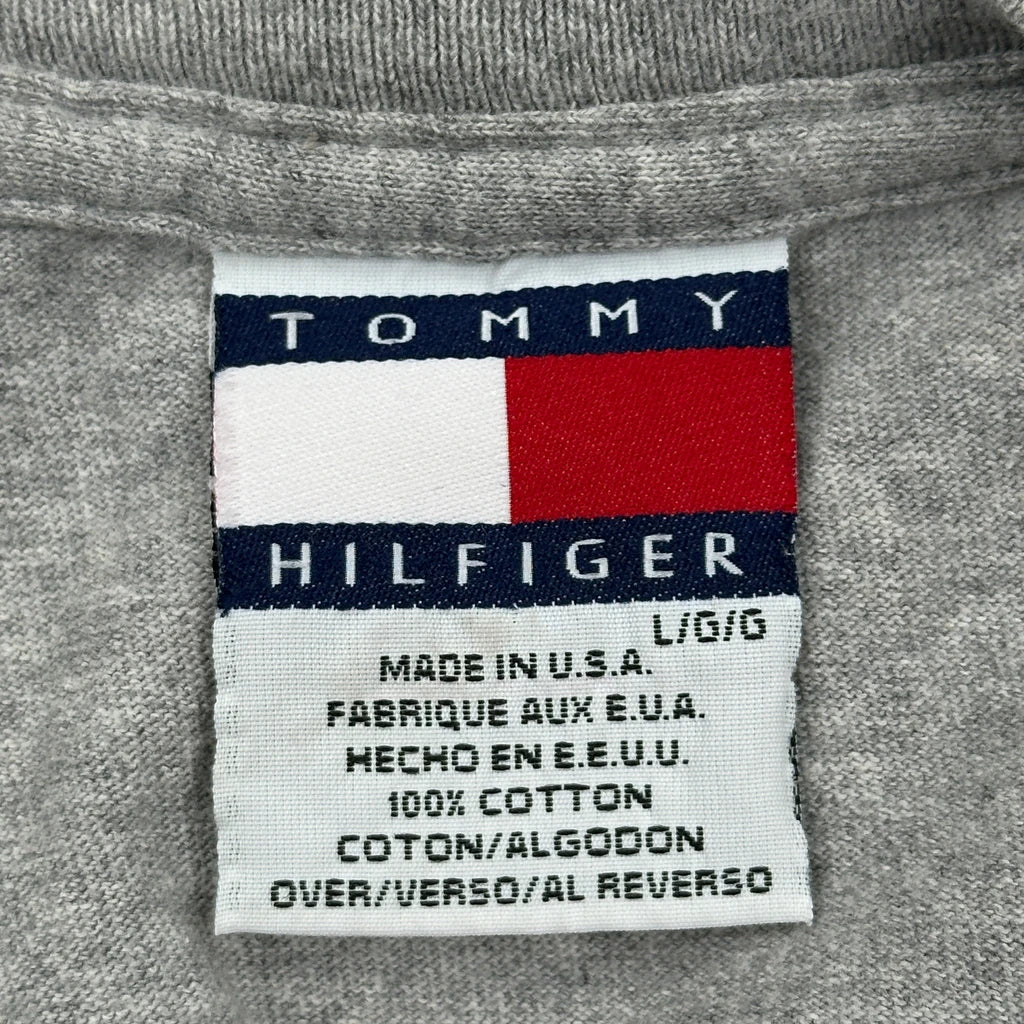 TOMMY
HILFIGER
L/G/G
MADE IN U.S.A.
FABRIQUE AUX E.U.A.
HECHO EN E.E.U.U.
100% COTTON
COTON/ALGODON
OVER/VERSO/AL REVERSO